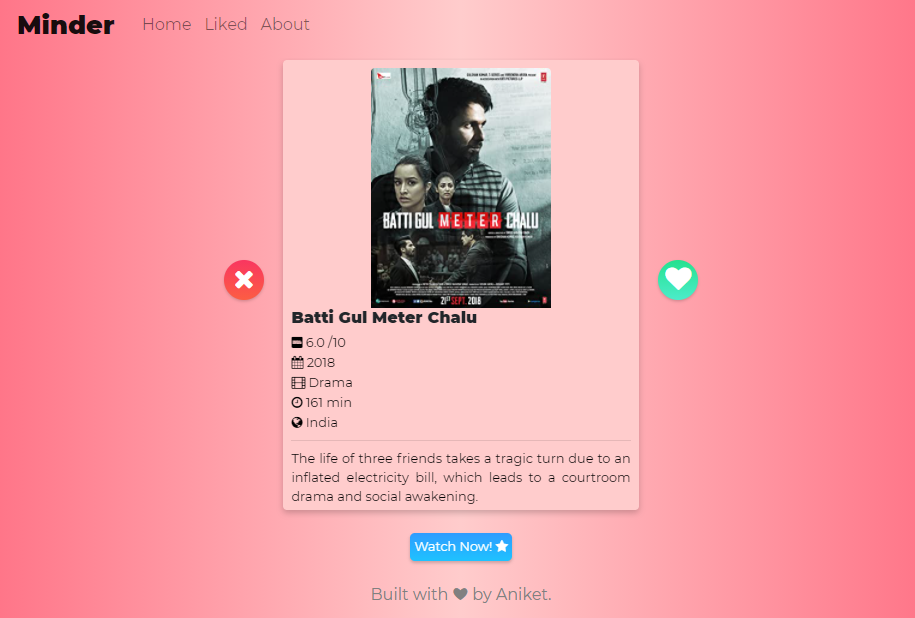 Minder Home Liked About
BATTI GUL METER CHALU
21ST SEPT. 2018
Batti Gul Meter Chalu
6.0 /10
2018
Drama
161 min
India
The life of three friends takes a tragic turn due to an
inflated electricity bill, which leads to a courtroom
drama and social awakening.
Watch Now!
Built with by Aniket.